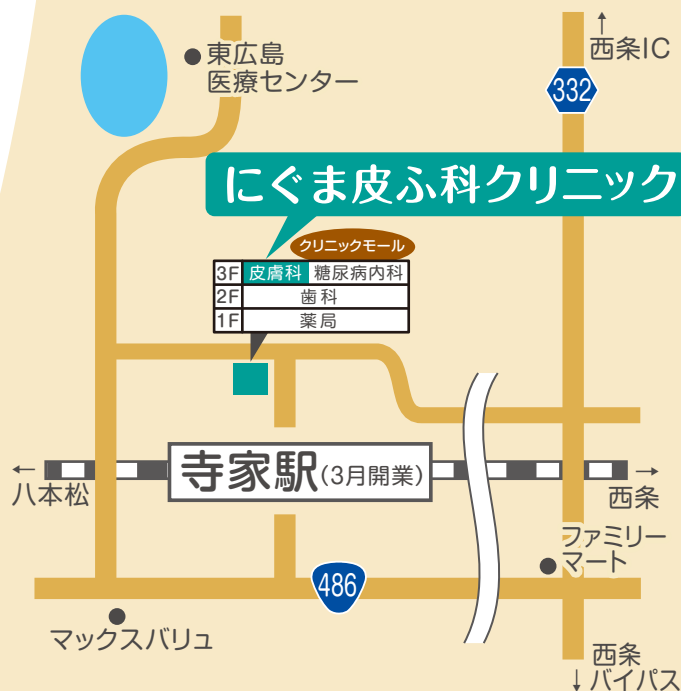 東広島
医療センター
↑
西条IC
332
にぐま皮ふ科クリニック
クリニックモール
3F 皮膚科 糖尿病内科
2F 歯科
1F 薬局
寺家駅(3月開業)
←
八本松
→
西条
ファミリー
マート
486
マックスバリュ
西条
↓バイパス